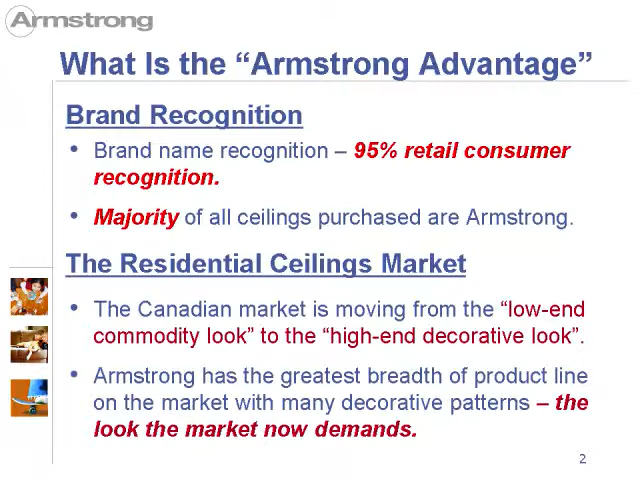 Armstrong
What Is the “Armstrong Advantage”
Brand Recognition
• Brand name recognition – 95% retail consumer
recognition.
• Majority of all ceilings purchased are Armstrong.
The Residential Ceilings Market
• The Canadian market is moving from the “low-end
commodity look” to the “high-end decorative look”.
• Armstrong has the greatest breadth of product line
on the market with many decorative patterns – the
look the market now demands.
2